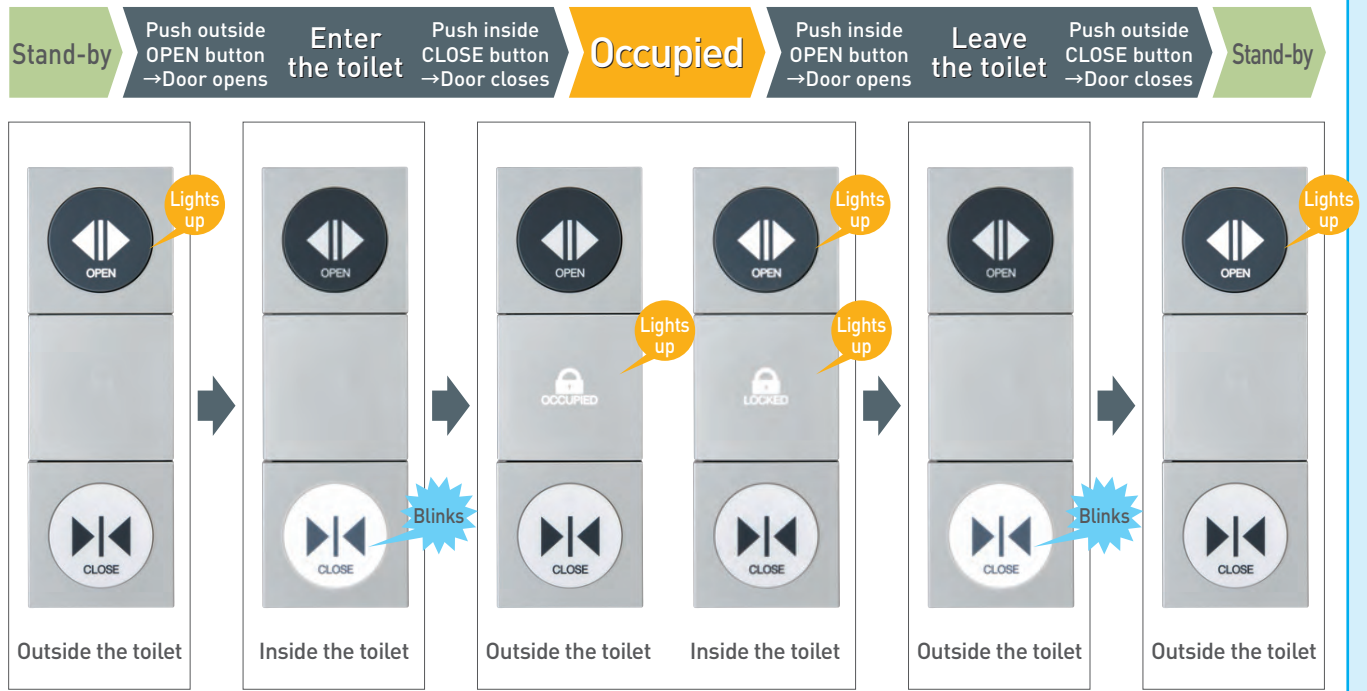 Stand-by
Push outside
OPEN button
→Door opens
Enter
the toilet
Push inside
CLOSE button
→Door closes
Occupied
Push inside
OPEN button
→Door opens
Leave
the toilet
Push outside
CLOSE button
→Door closes
Stand-by
Lights
up
OPEN
CLOSE
Outside the toilet
OPEN
Blinks
CLOSE
Inside the toilet
OPEN
Lights
up
OCCUPIED
CLOSE
Outside the toilet
Lights
up
OPEN
Lights
up
LOCKED
CLOSE
Inside the toilet
OPEN
Blinks
CLOSE
Outside the toilet
Lights
up
OPEN
CLOSE
Outside the toilet